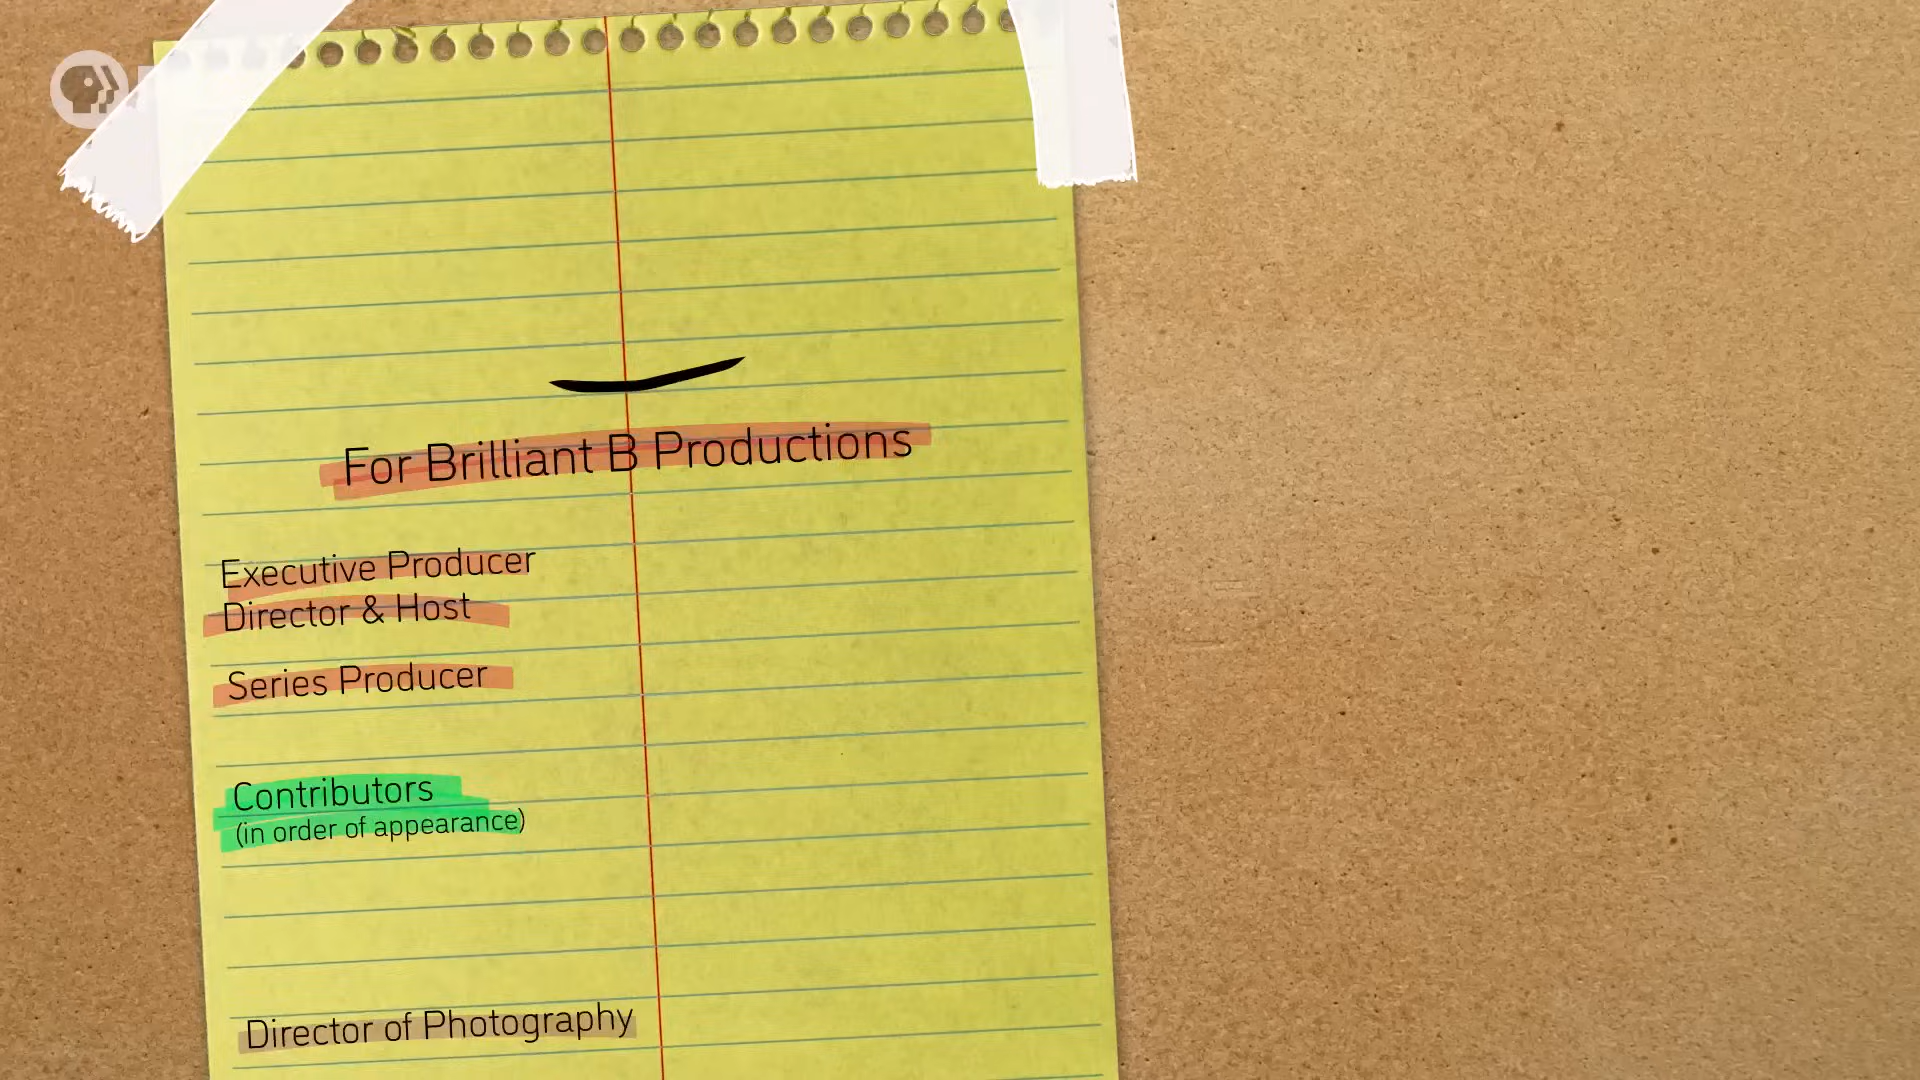 For Brilliant B Productions
Executive Producer
Director & Host
Series Producer
Contributors
(in order of appearance)
Director of Photography